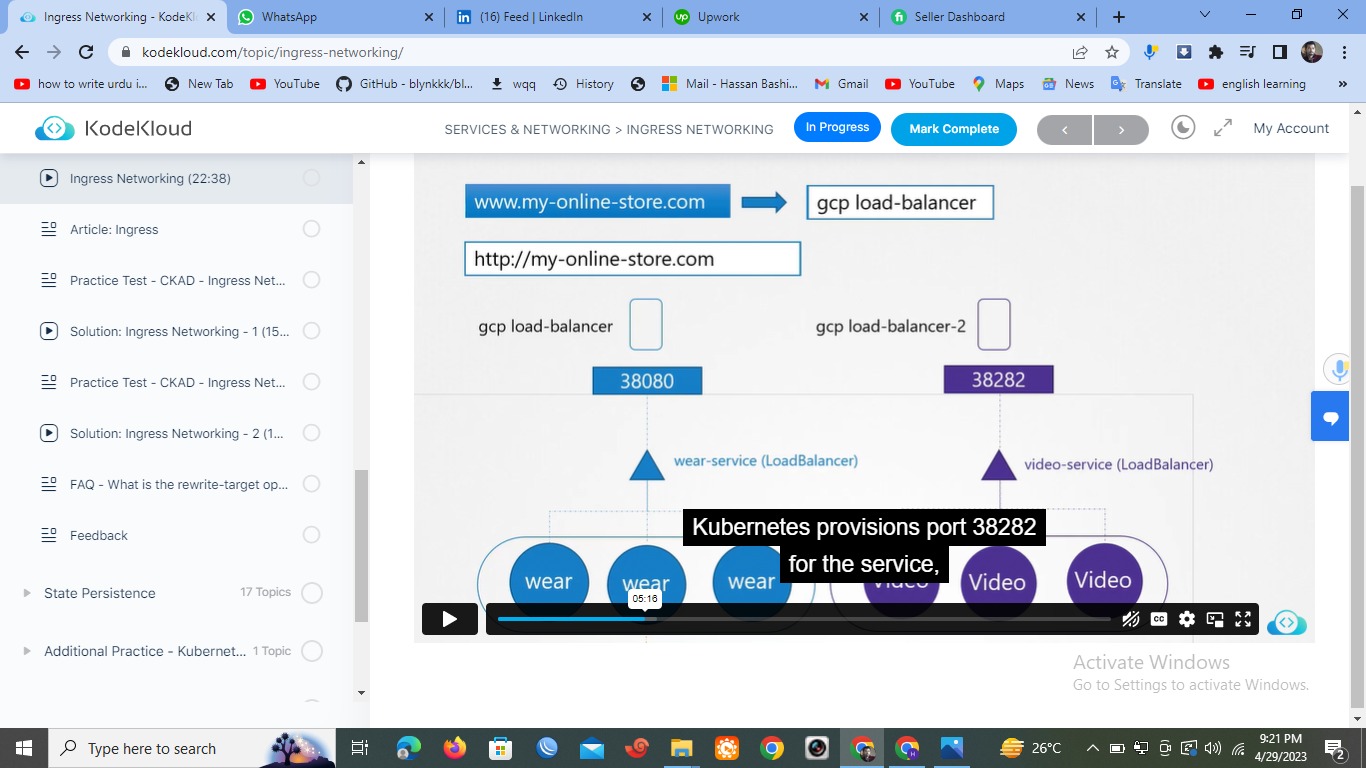 Ingress Networking - KodeKl
WhatsApp
(16) Feed | LinkedIn
Upwork
Seller Dashboard
kodekloud.com/topic/ingress-networking/
how to write urdu i...
New Tab
YouTube
GitHub - blynkkk/bl...
wqq
History
Mail - Hassan Bashi...
Gmail
YouTube
Maps
News
Translate
english learning
»
KodeKloud
SERVICES & NETWORKING > INGRESS NETWORKING
In Progress
Mark Complete
My Account
Ingress Networking (22:38)
Article: Ingress
Practice Test - CKAD - Ingress Net...
Solution: Ingress Networking - 1 (15...
Practice Test - CKAD - Ingress Net...
Solution: Ingress Networking - 2 (1...
FAQ - What is the rewrite-target op...
Feedback
State Persistence
17 Topics
Additional Practice - Kubernet...
1 Topic
www.my-online-store.com
gcp load-balancer
http://my-online-store.com
gcp load-balancer
gcp load-balancer-2
38080
38282
wear-service (LoadBalancer)
video-service (LoadBalancer)
Kubernetes provisions port 38282
for the service,
wear
wear
wear
Video
Video
Video
05:16
CC
Activate Windows
Go to Settings to activate Windows.
Type here to search
26°C
9:21 PM
4/29/2023
2